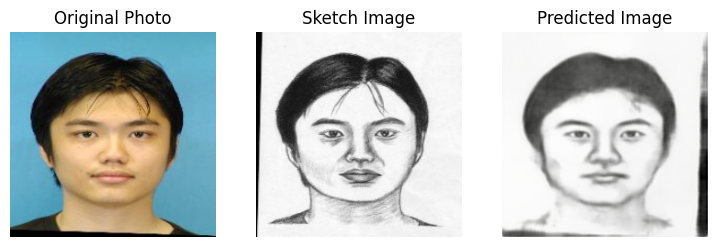 Original Photo
Sketch Image
Predicted Image